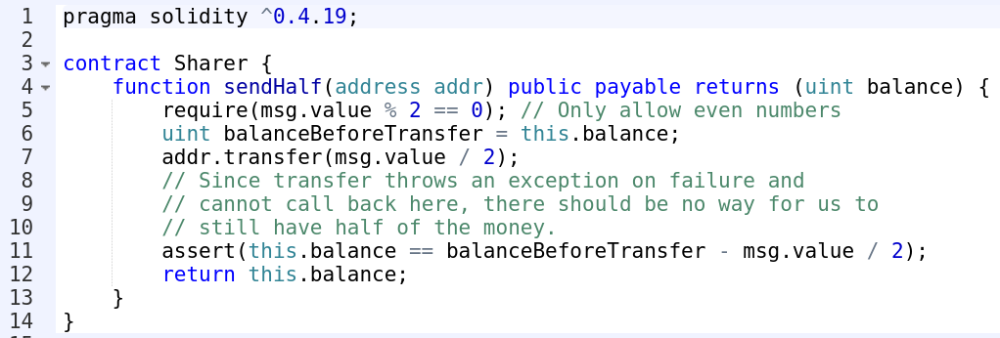 1 pragma solidity ^0.4.19;
2
3 contract Sharer {
4     function sendHalf(address addr) public payable returns (uint balance) {
5         require(msg.value % 2 == 0); // Only allow even numbers
6         uint balanceBeforeTransfer = this.balance;
7         addr.transfer(msg.value / 2);
8         // Since transfer throws an exception on failure and
9         // cannot call back here, there should be no way for us to
10         // still have half of the money.
11         assert(this.balance == balanceBeforeTransfer - msg.value / 2);
12         return this.balance;
13     }
14 }